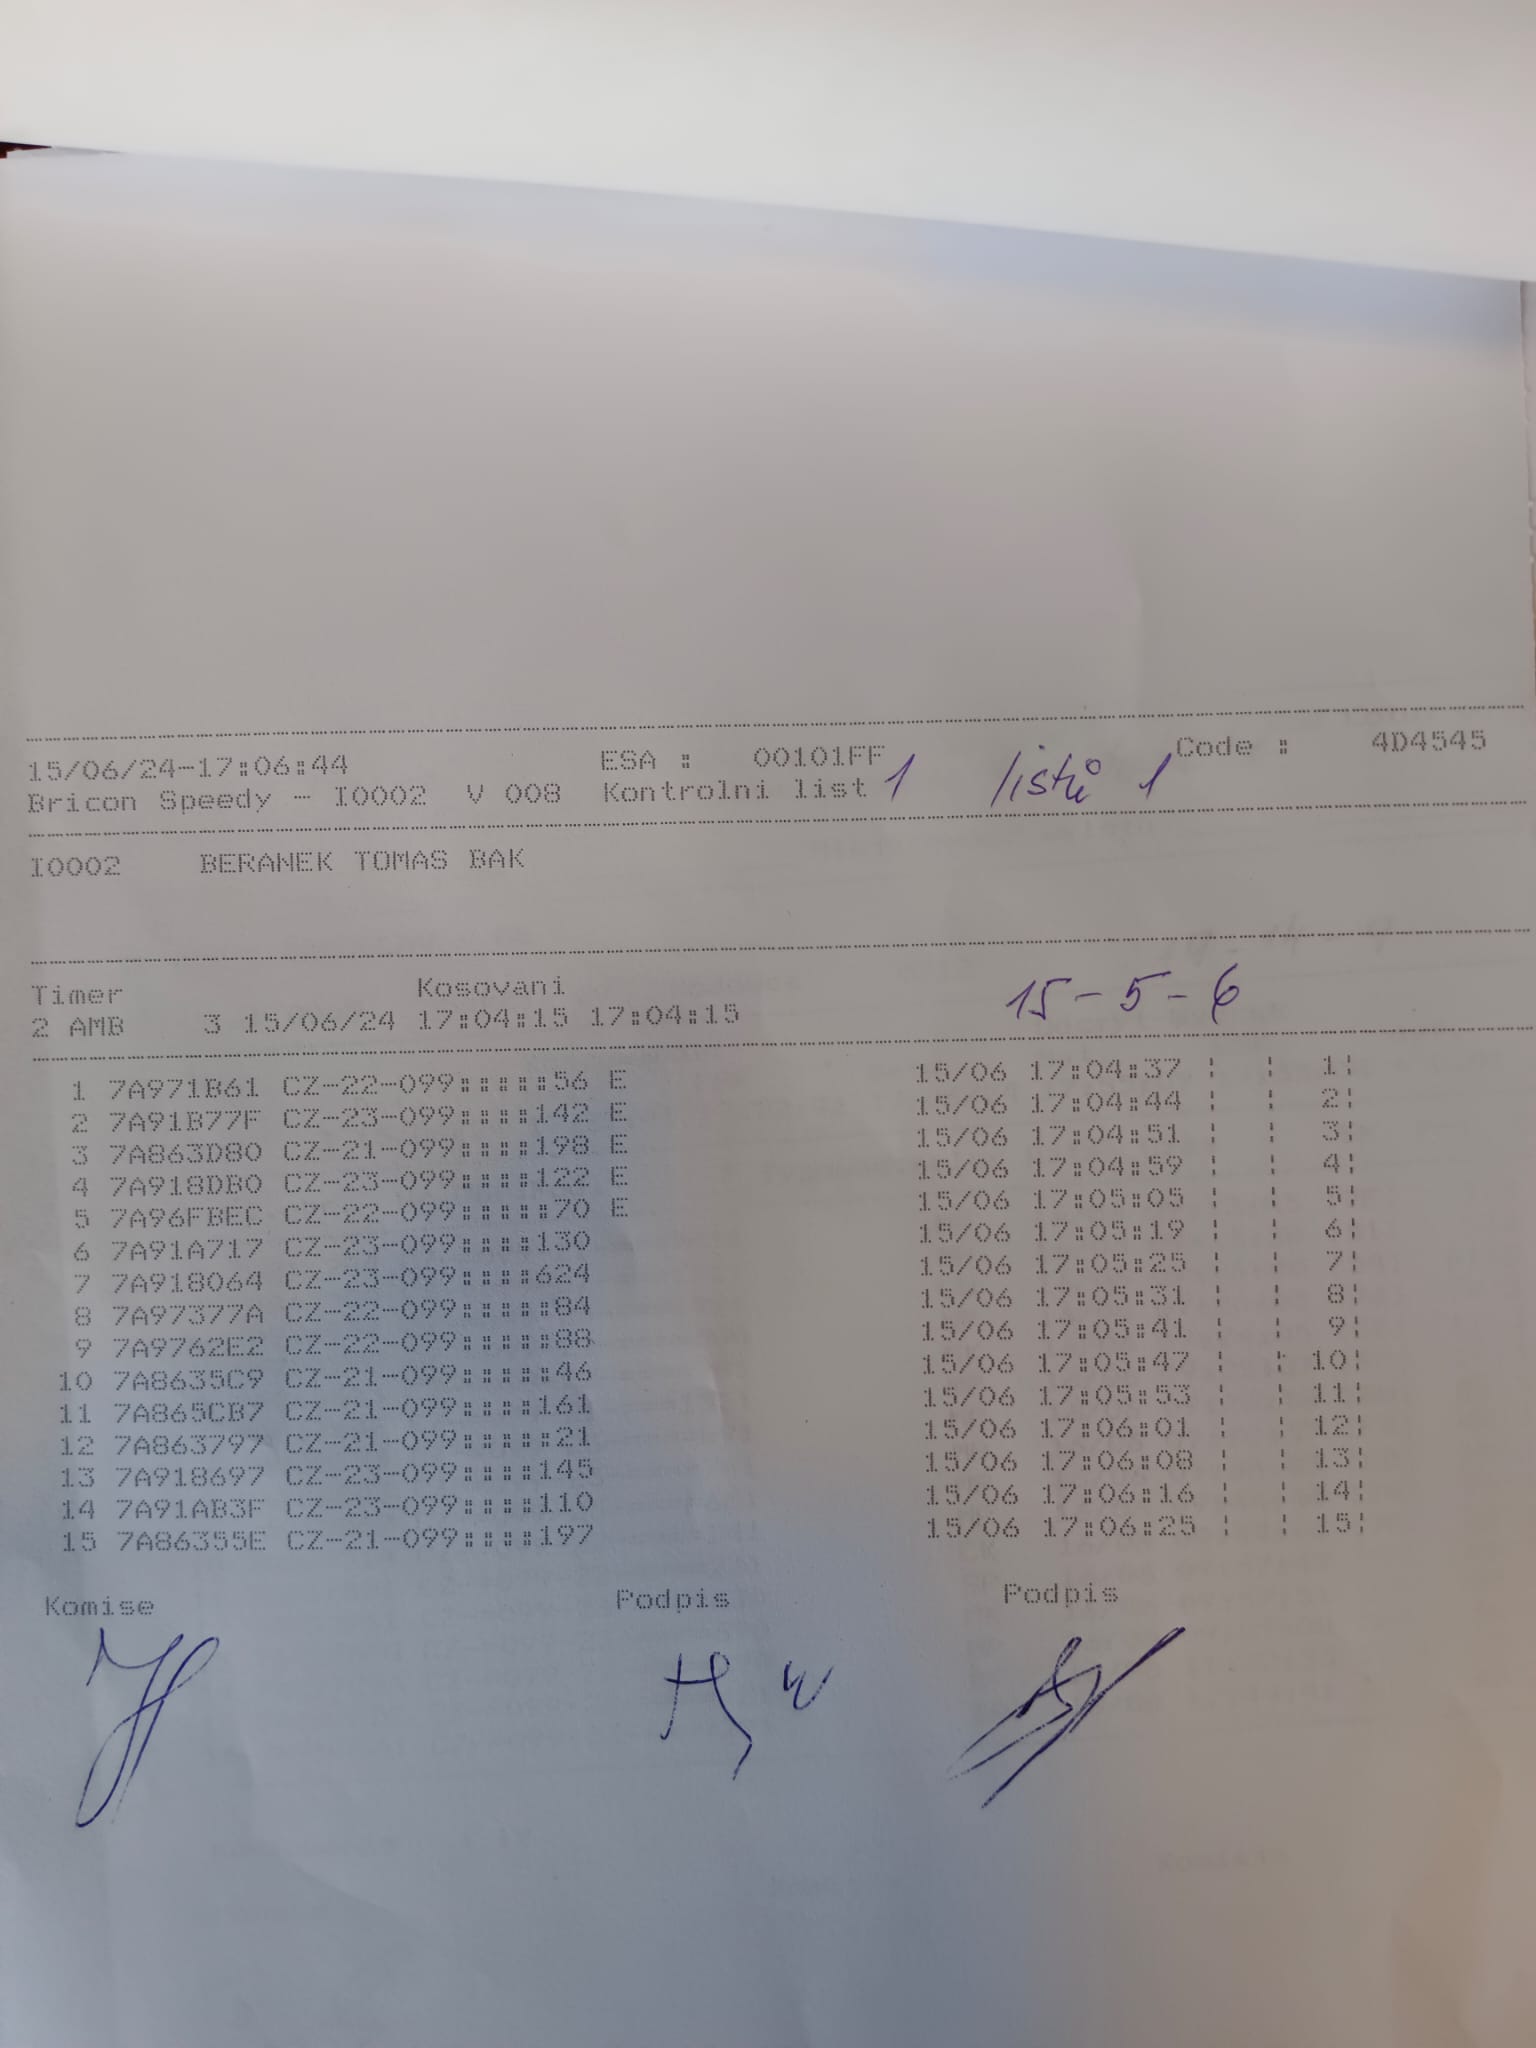 15/06/24-17:06:44 ESA : 00101FF Code : 4D4545
Bricon Speedy - I0002 V 008 Kontrolni list 1 listů 1
I0002 BERANEK TOMAS BAK
Timer Kosovani
2 AMB 3 15/06/24 17:04:15 17:04:15 15-5-6
1 7A971B61 CZ-22-099:::::56 E 15/06 17:04:37 ¦ ¦ 1¦
2 7A91B77F CZ-23-099::::142 E 15/06 17:04:44 ¦ ¦ 2¦
3 7A863D80 CZ-21-099::::198 E 15/06 17:04:51 ¦ ¦ 3¦
4 7A918DB0 CZ-23-099::::122 E 15/06 17:04:59 ¦ ¦ 4¦
5 7A96FBEC CZ-22-099:::::70 E 15/06 17:05:05 ¦ ¦ 5¦
6 7A91A717 CZ-23-099::::130 15/06 17:05:19 ¦ ¦ 6¦
7 7A918064 CZ-23-099::::624 15/06 17:05:25 ¦ ¦ 7¦
8 7A97377A CZ-22-099:::::84 15/06 17:05:31 ¦ ¦ 8¦
9 7A9762E2 CZ-22-099:::::88 15/06 17:05:41 ¦ ¦ 9¦
10 7A8635C9 CZ-21-099:::::46 15/06 17:05:47 ¦ ¦ 10¦
11 7A865CB7 CZ-21-099::::161 15/06 17:05:53 ¦ ¦ 11¦
12 7A863797 CZ-21-099:::::21 15/06 17:06:01 ¦ ¦ 12¦
13 7A918697 CZ-23-099::::145 15/06 17:06:08 ¦ ¦ 13¦
14 7A91AB3F CZ-23-099::::110 15/06 17:06:16 ¦ ¦ 14¦
15 7A86355E CZ-21-099::::197 15/06 17:06:25 ¦ ¦ 15¦
Komise Podpis Podpis